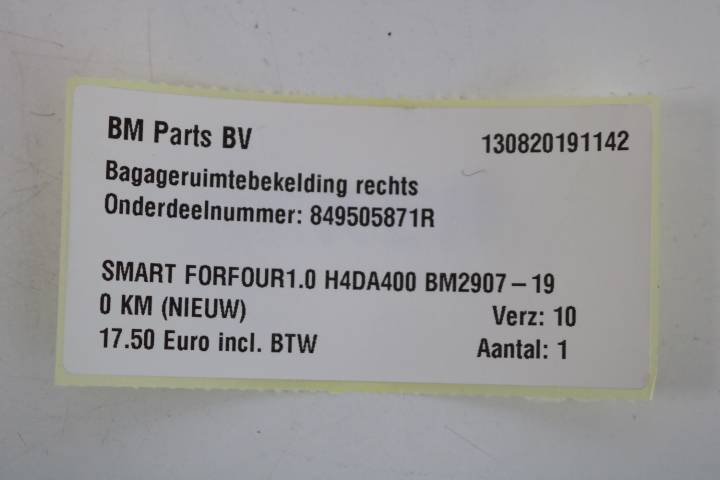 BM Parts BV 130820191142
Bagageruimtebekelding rechts
Onderdeelnummer: 849505871R
SMART FORFOUR1.0 H4DA400 BM2907-19
0 KM (NIEUW) Verz: 10
17.50 Euro incl. BTW Aantal: 1